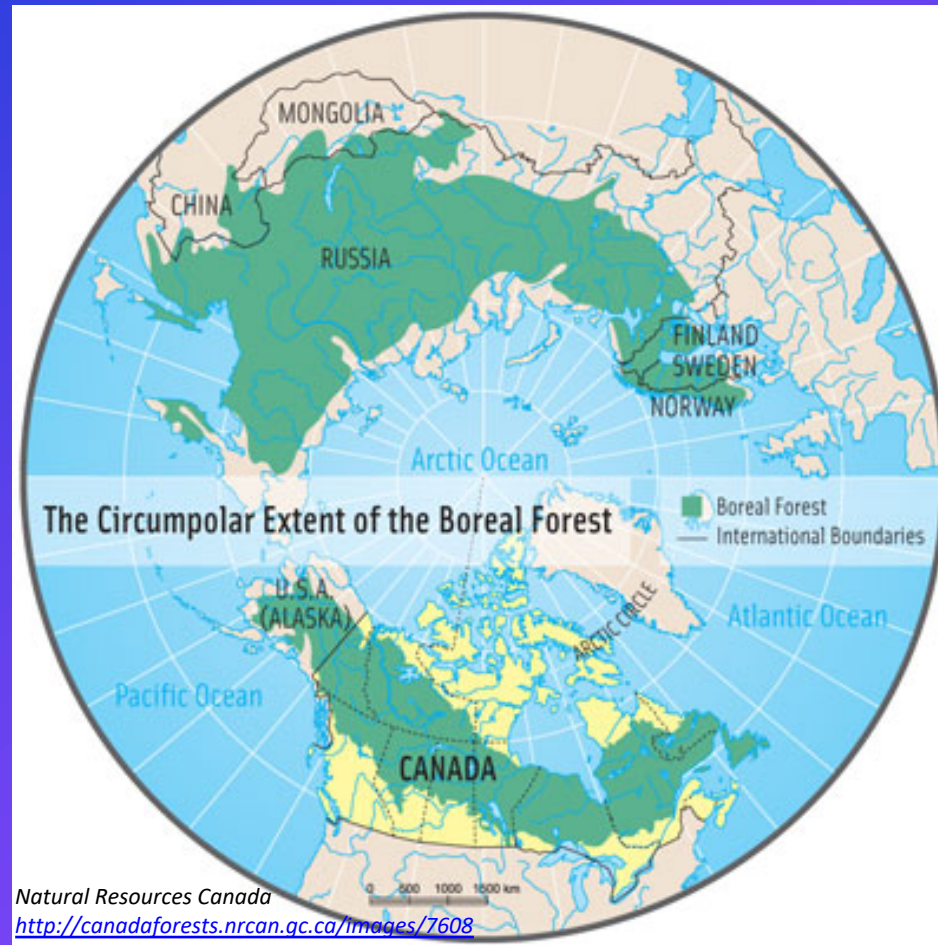 MONGOLIA
CHINA
RUSSIA
FINLAND
SWEDEN
NORWAY
Arctic Ocean
The Circumpolar Extent of the Boreal Forest
Boreal Forest
International Boundaries
U.S.A.
(ALASKA)
ARCTIC CIRCLE
Atlantic Ocean
Pacific Ocean
CANADA
0 500 1000 1500 km
Natural Resources Canada
http://canadaforests.nrcan.gc.ca/images/7608